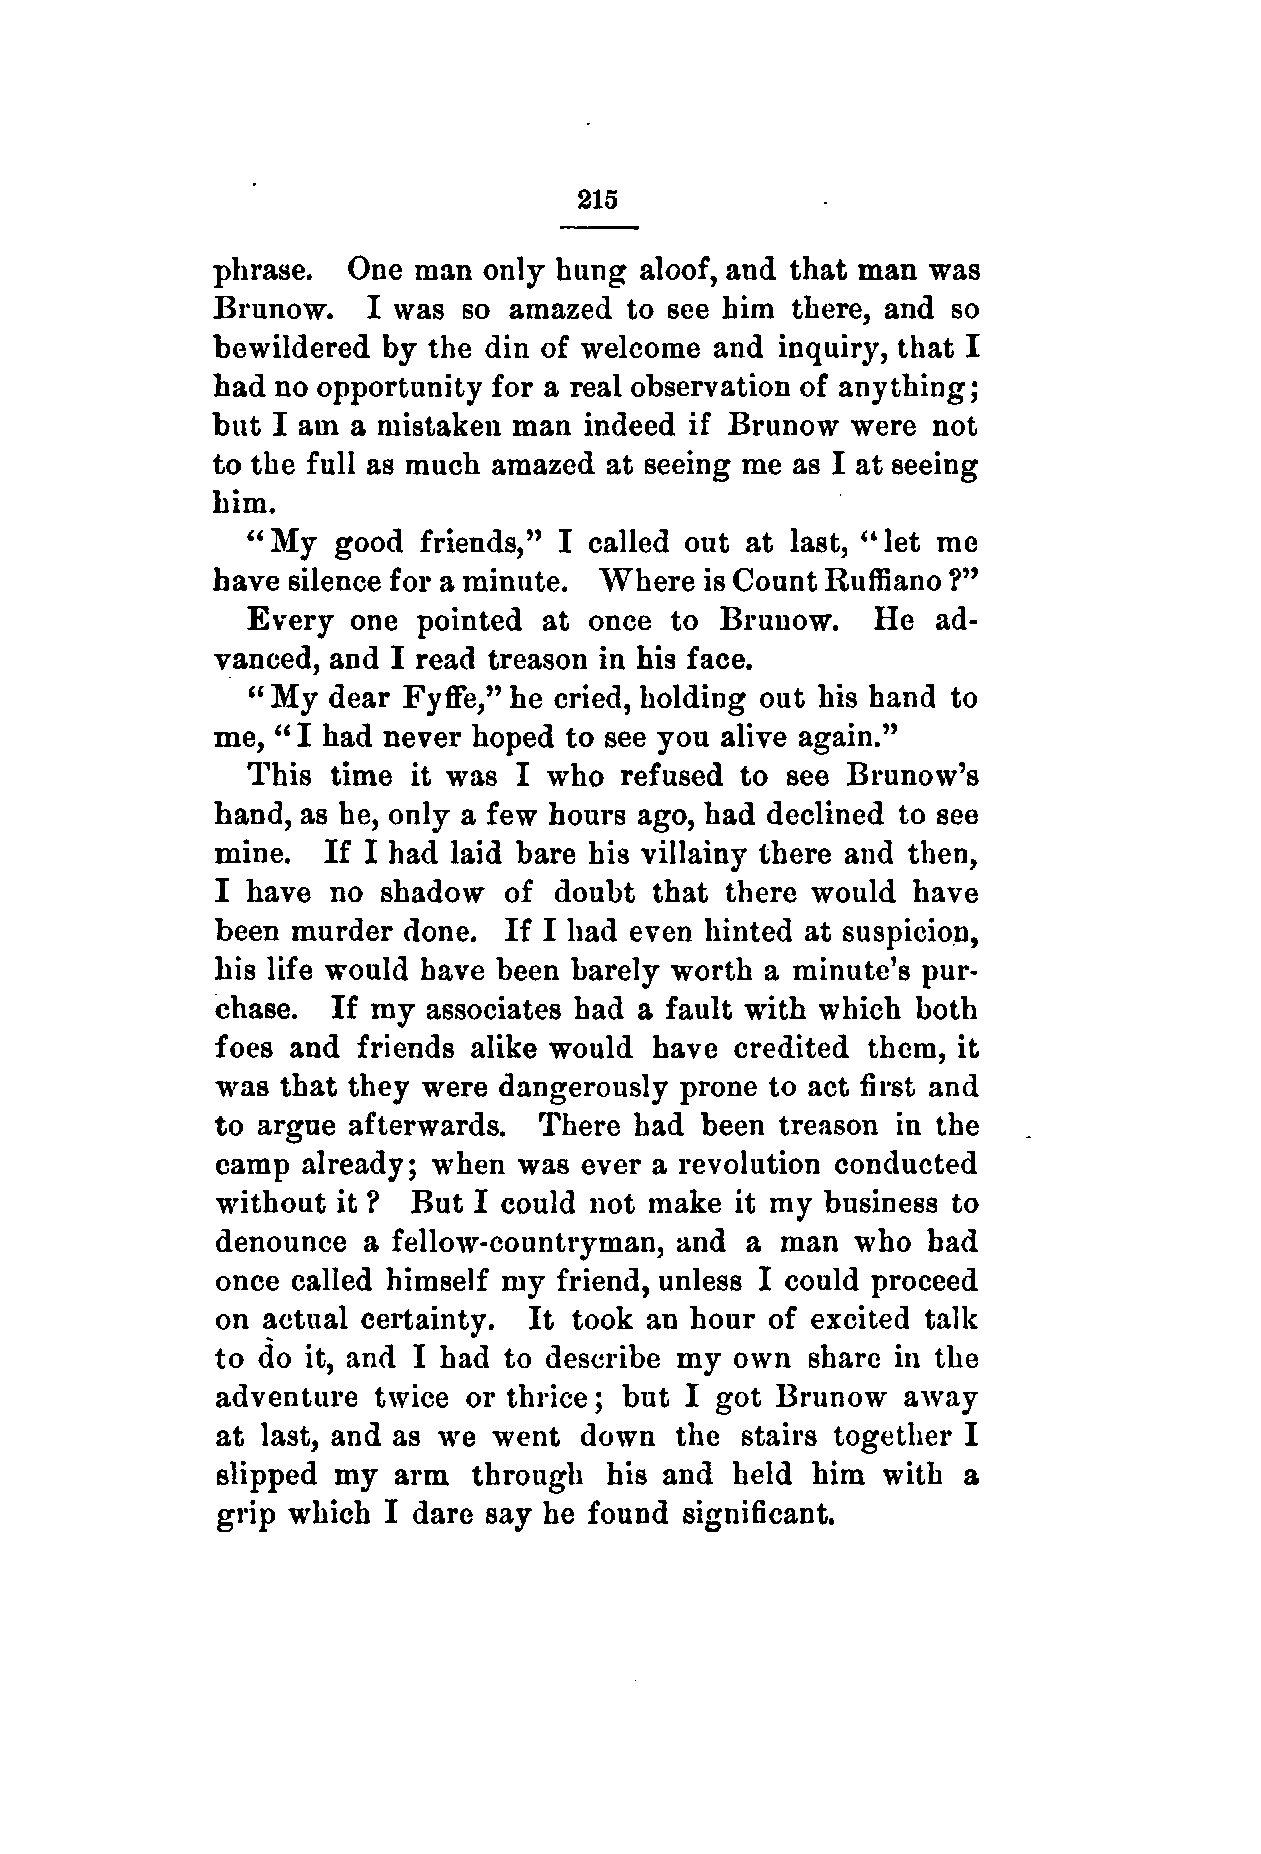 215
phrase. One man only hung aloof, and that man was
Brunow. I was so amazed to see him there, and so
bewildered by the din of welcome and inquiry, that I
had no opportunity for a real observation of anything;
but I am a mistaken man indeed if Brunow were not
to the full as much amazed at seeing me as I at seeing
him.
"My good friends," I called out at last, "let me
have silence for a minute. Where is Count Ruffiano?"
Every one pointed at once to Brunow. He ad-
vanced, and I read treason in his face.
"My dear Fyffe," he cried, holding out his hand to
me, "I had never hoped to see you alive again."
This time it was I who refused to see Brunow's
hand, as he, only a few hours ago, had declined to see
mine. If I had laid bare his villainy there and then,
I have no shadow of doubt that there would have
been murder done. If I had even hinted at suspicion,
his life would have been barely worth a minute's pur-
chase. If my associates had a fault with which both
foes and friends alike would have credited them, it
was that they were dangerously prone to act first and
to argue afterwards. There had been treason in the
camp already; when was ever a revolution conducted
without it? But I could not make it my business to
denounce a fellow-countryman, and a man who had
once called himself my friend, unless I could proceed
on actual certainty. It took an hour of excited talk
to do it, and I had to describe my own share in the
adventure twice or thrice; but I got Brunow away
at last, and as we went down the stairs together I
slipped my arm through his and held him with a
grip which I dare say he found significant.